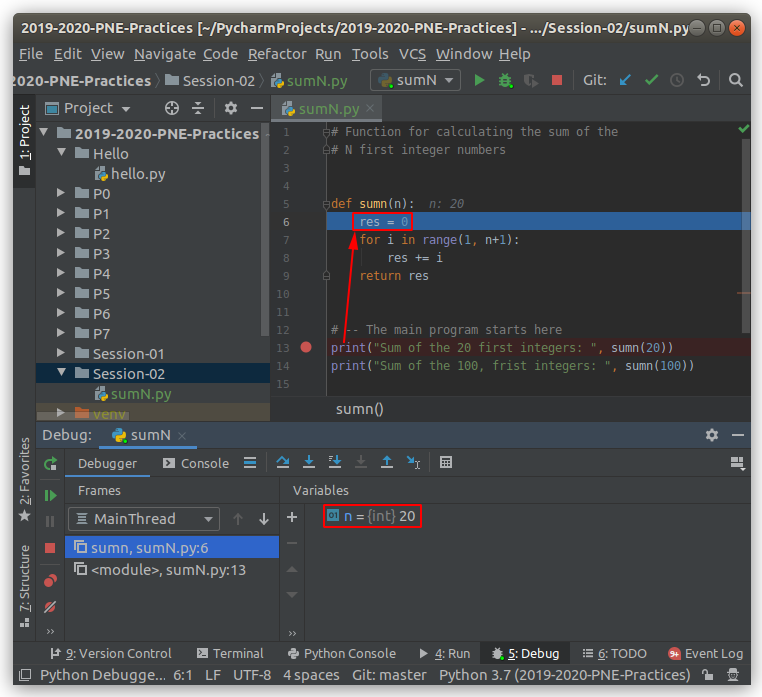 2019-2020-PNE-Practices [~/PycharmProjects/2019-2020-PNE-Practices] - .../Session-02/sumN.py
File Edit View Navigate Code Refactor Run Tools VCS Window Help
2020-PNE-Practices Session-02 sumN.py sumN Git:
1: Project
Project
sumN.py
2019-2020-PNE-Practices
Hello
hello.py
P0
P1
P2
P3
P4
P5
P6
P7
Session-01
Session-02
sumN.py
venv
1 # Function for calculating the sum of the
2 # N first integer numbers
3
4
5 def sumn(n): n: 20
6 res = 0
7 for i in range(1, n+1):
8 res += i
9 return res
10
11
12 # -- The main program starts here
13 print("Sum of the 20 first integers: ", sumn(20))
14 print("Sum of the 100, frist integers: ", sumn(100))
15
sumn()
Debug: sumN
Debugger Console
Frames
Variables
MainThread
sumn, sumN.py:6
<module>, sumN.py:13
01 n = {int} 20
2: Favorites
7: Structure
9: Version Control Terminal Python Console 4: Run 5: Debug 6: TODO 9+ Event Log
Python Debugge... 6:1 LF UTF-8 4 spaces Git: master Python 3.7 (2019-2020-PNE-Practices)